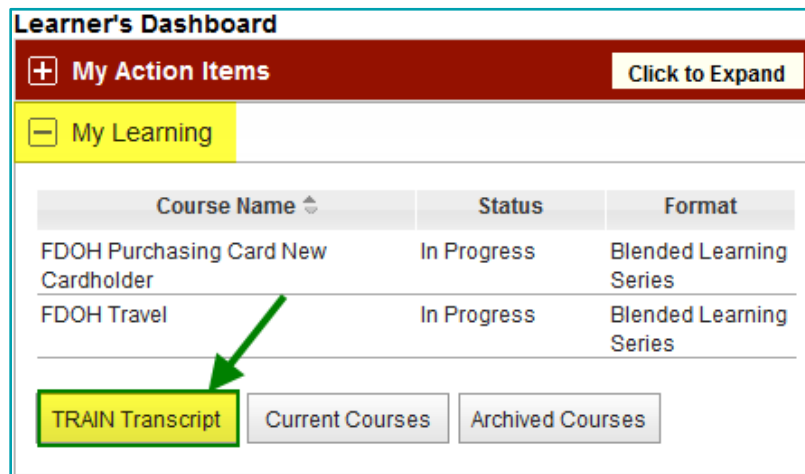 Learner's Dashboard
My Action Items Click to Expand
My Learning
Course Name Status Format
FDOH Purchasing Card New In Progress Blended Learning
Cardholder Series
FDOH Travel In Progress Blended Learning
Series
TRAIN Transcript Current Courses Archived Courses